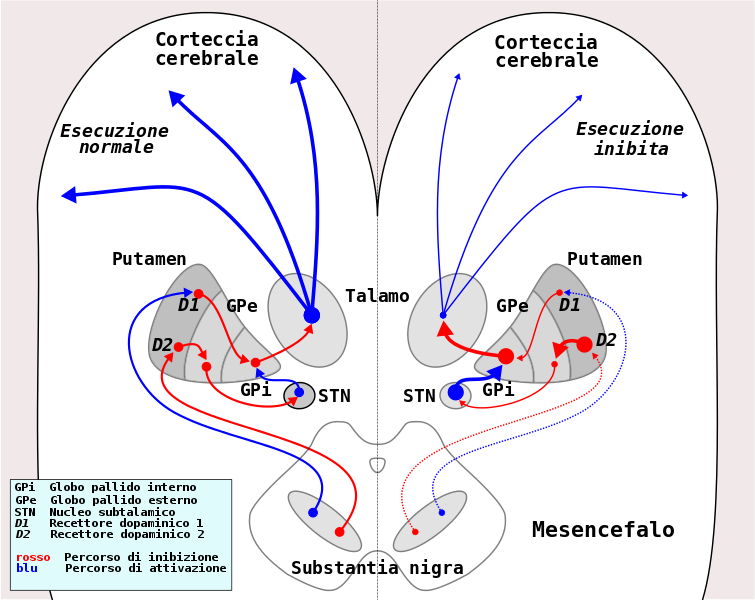 Corteccia
cerebrale
Corteccia
cerebrale
Esecuzione
normale
Esecuzione
inibita
Putamen
Putamen
D1
GPe
Talamo
GPe
D1
D2
D2
GPi
STN
STN
GPi
GPi Globo pallido interno
GPe Globo pallido esterno
STN Nucleo subtalamico
D1 Recettore dopaminico 1
D2 Recettore dopaminico 2
rosso Percorso di inibizione
blu Percorso di attivazione
Mesencefalo
Substantia nigra